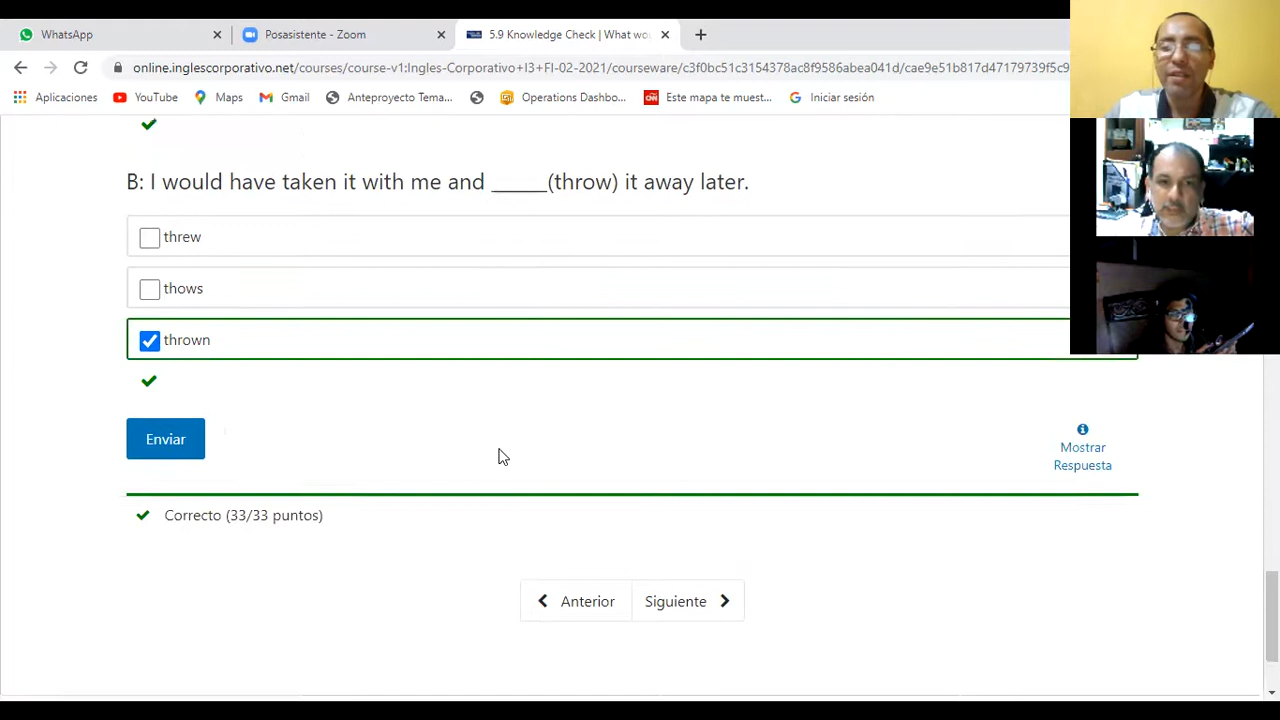 WhatsApp
Posasistente - Zoom
5.9 Knowledge Check | What wo
online.inglescorporativo.net/courses/course-v1:Ingles-Corporativo+I3+FI-02-2021/courseware/c3f0bc51c3154378ac8f9586abea041d/cae9e51b817d47179739f5c9
Aplicaciones
YouTube
Maps
Gmail
Anteproyecto Tema...
Operations Dashbo...
Este mapa te muest...
Iniciar sesión
B: I would have taken it with me and _____(throw) it away later.
threw
thows
thrown
Enviar
Mostrar
Respuesta
Correcto (33/33 puntos)
Anterior
Siguiente